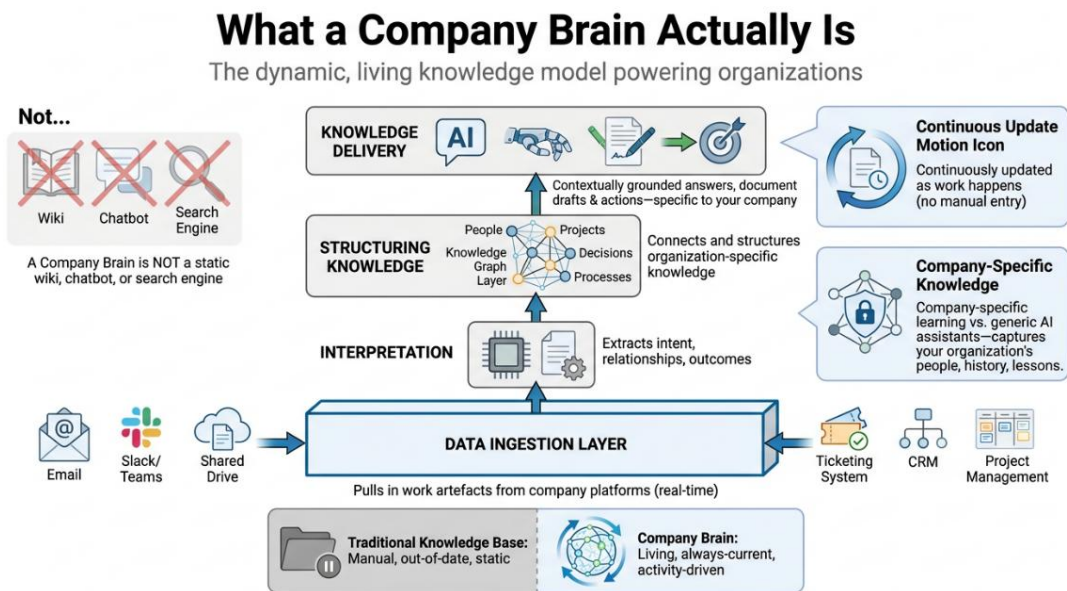 What a Company Brain Actually Is
The dynamic, living knowledge model powering organizations
Not...
Wiki
Chatbot
Search
Engine
A Company Brain is NOT a static
wiki, chatbot, or search engine
KNOWLEDGE
DELIVERY
AI
Contextually grounded answers, document
drafts & actions—specific to your company
STRUCTURING
KNOWLEDGE
People
Knowledge
Graph
Layer
Projects
Decisions
Processes
Connects and structures
organization-specific
knowledge
INTERPRETATION
Extracts intent,
relationships, outcomes
Continuous Update
Motion Icon
Continuously updated
as work happens
(no manual entry)
Company-Specific
Knowledge
Company-specific
learning vs. generic AI
assistants—captures
your organization's
people, history, lessons.
@
Email
Slack/
Teams
Shared
Drive
DATA INGESTION LAYER
Ticketing
System
CRM
Project
Management
Pulls in work artefacts from company platforms (real-time)
Traditional Knowledge Base:
Manual, out-of-date, static
Company Brain:
Living, always-current,
activity-driven